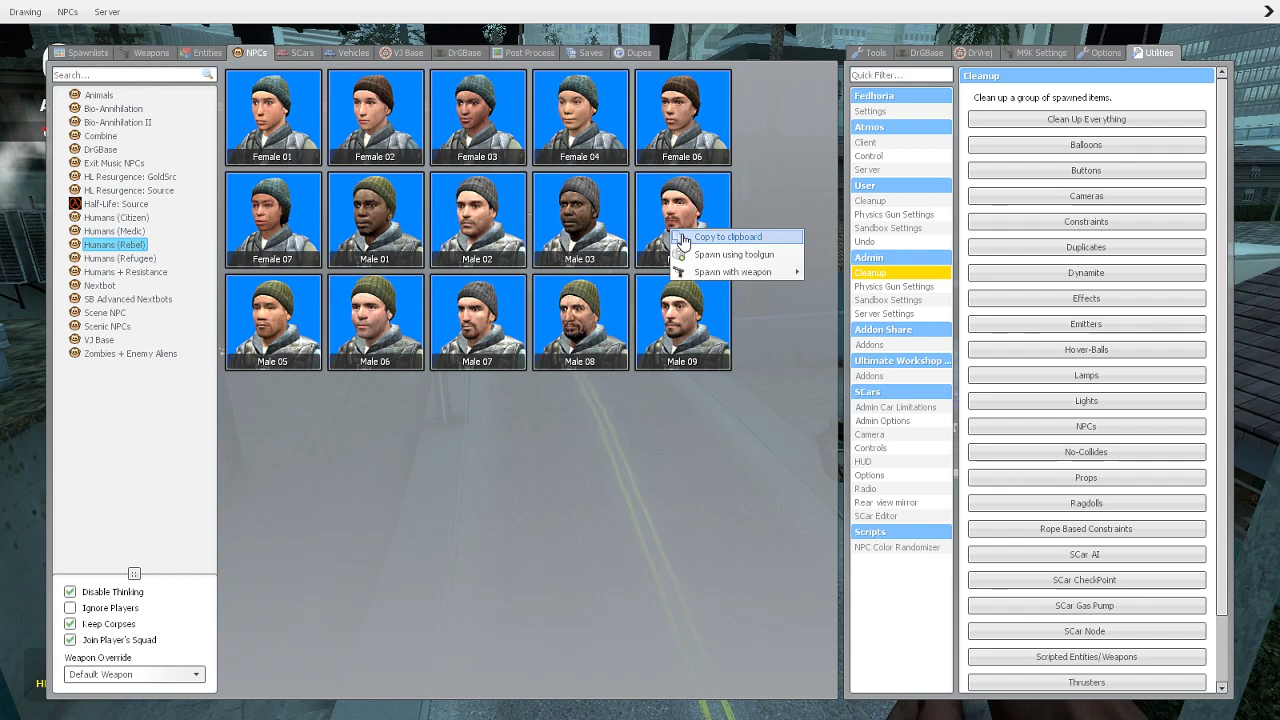 Drawing NPCs Server
Spawnlists Weapons Entities NPCs SCars Vehicles VJ Base DrGBase Post Process Saves Dupes
Search...
Animals
Bio-Annihilation
Bio-Annihilation II
Combine
DrGBase
Exit Music NPCs
HL Resurgence: GoldSrc
HL Resurgence: Source
Half-Life: Source
Humans (Citizen)
Humans (Medic)
Humans (Rebel)
Humans (Refugee)
Humans + Resistance
Nextbot
SB Advanced Nextbots
Scene NPC
Scenic NPCs
VJ Base
Zombies + Enemy Aliens
Disable Thinking
Ignore Players
Keep Corpses
Join Player's Squad
Weapon Override
Default Weapon
Female 01 Female 02 Female 03 Female 04 Female 06
Female 07 Male 01 Male 02 Male 03
Copy to clipboard
Spawn using toolgun
Spawn with weapon
Male 05 Male 06 Male 07 Male 08 Male 09
Tools DrGBase DrVrej M9K Settings Options Utilities
Quick Filter...
Fedhoria
Settings
Atmos
Client
Control
Server
User
Cleanup
Physics Gun Settings
Sandbox Settings
Undo
Admin
Cleanup
Physics Gun Settings
Sandbox Settings
Server Settings
Addon Share
Addons
Ultimate Workshop ...
Addons
SCars
Admin Car Limitations
Admin Options
Camera
Controls
HUD
Options
Radio
Rear view mirror
SCar Editor
Scripts
NPC Color Randomizer
Cleanup
Clean up a group of spawned items.
Clean Up Everything
Balloons
Buttons
Cameras
Constraints
Duplicates
Dynamite
Effects
Emitters
Hover-Balls
Lamps
Lights
NPCs
No-Collides
Props
Ragdolls
Rope Based Constraints
SCar AI
SCar CheckPoint
SCar Gas Pump
SCar Node
Scripted Entities/Weapons
Thrusters